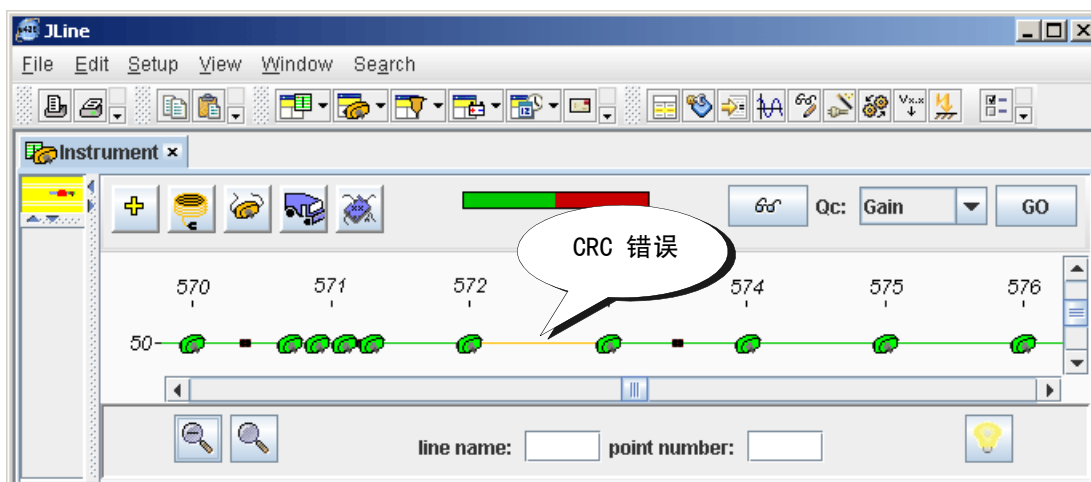 JLine
File Edit Setup View Window Search
Vx.x
Instrument ×
Qc: Gain GO
CRC 错误
570 571 572 574 575 576
50
line name: point number: